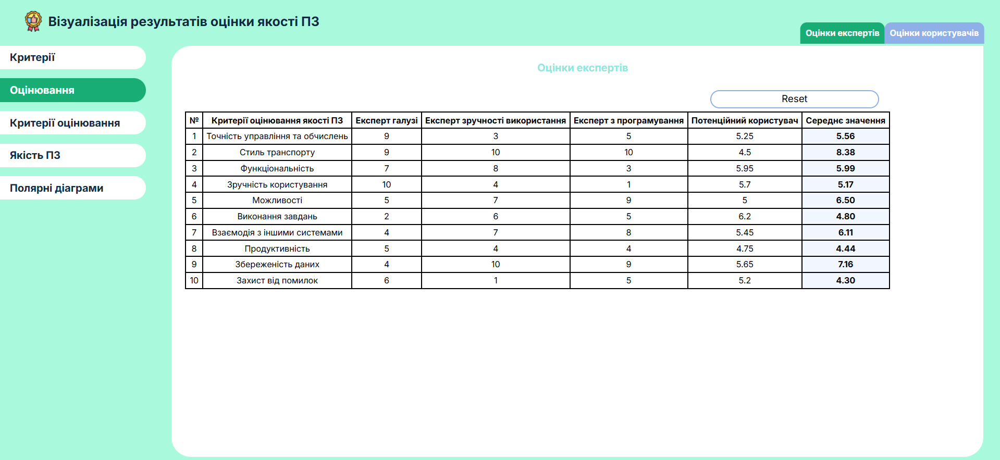 Візуалізація результатів оцінки якості ПЗ
Оцінки експертів Оцінки користувачів
Критерії
Оцінювання
Критерії оцінювання
Якість ПЗ
Полярні діаграми
Оцінки експертів
Reset
№ Критерії оцінювання якості ПЗ Експерт галузі Експерт зручності використання Експерт з програмування Потенційний користувач Середнє значення
1 Точність управління та обчислень 9 3 5 5.25 5.56
2 Стиль транспорту 9 10 10 4.5 8.38
3 Функціональність 7 8 3 5.95 5.99
4 Зручність користування 10 4 1 5.7 5.17
5 Можливості 5 7 9 5 6.50
6 Виконання завдань 2 6 5 6.2 4.80
7 Взаємодія з іншими системами 4 7 8 5.45 6.11
8 Продуктивність 5 4 4 4.75 4.44
9 Збереженість даних 4 10 9 5.65 7.16
10 Захист від помилок 6 1 5 5.2 4.30